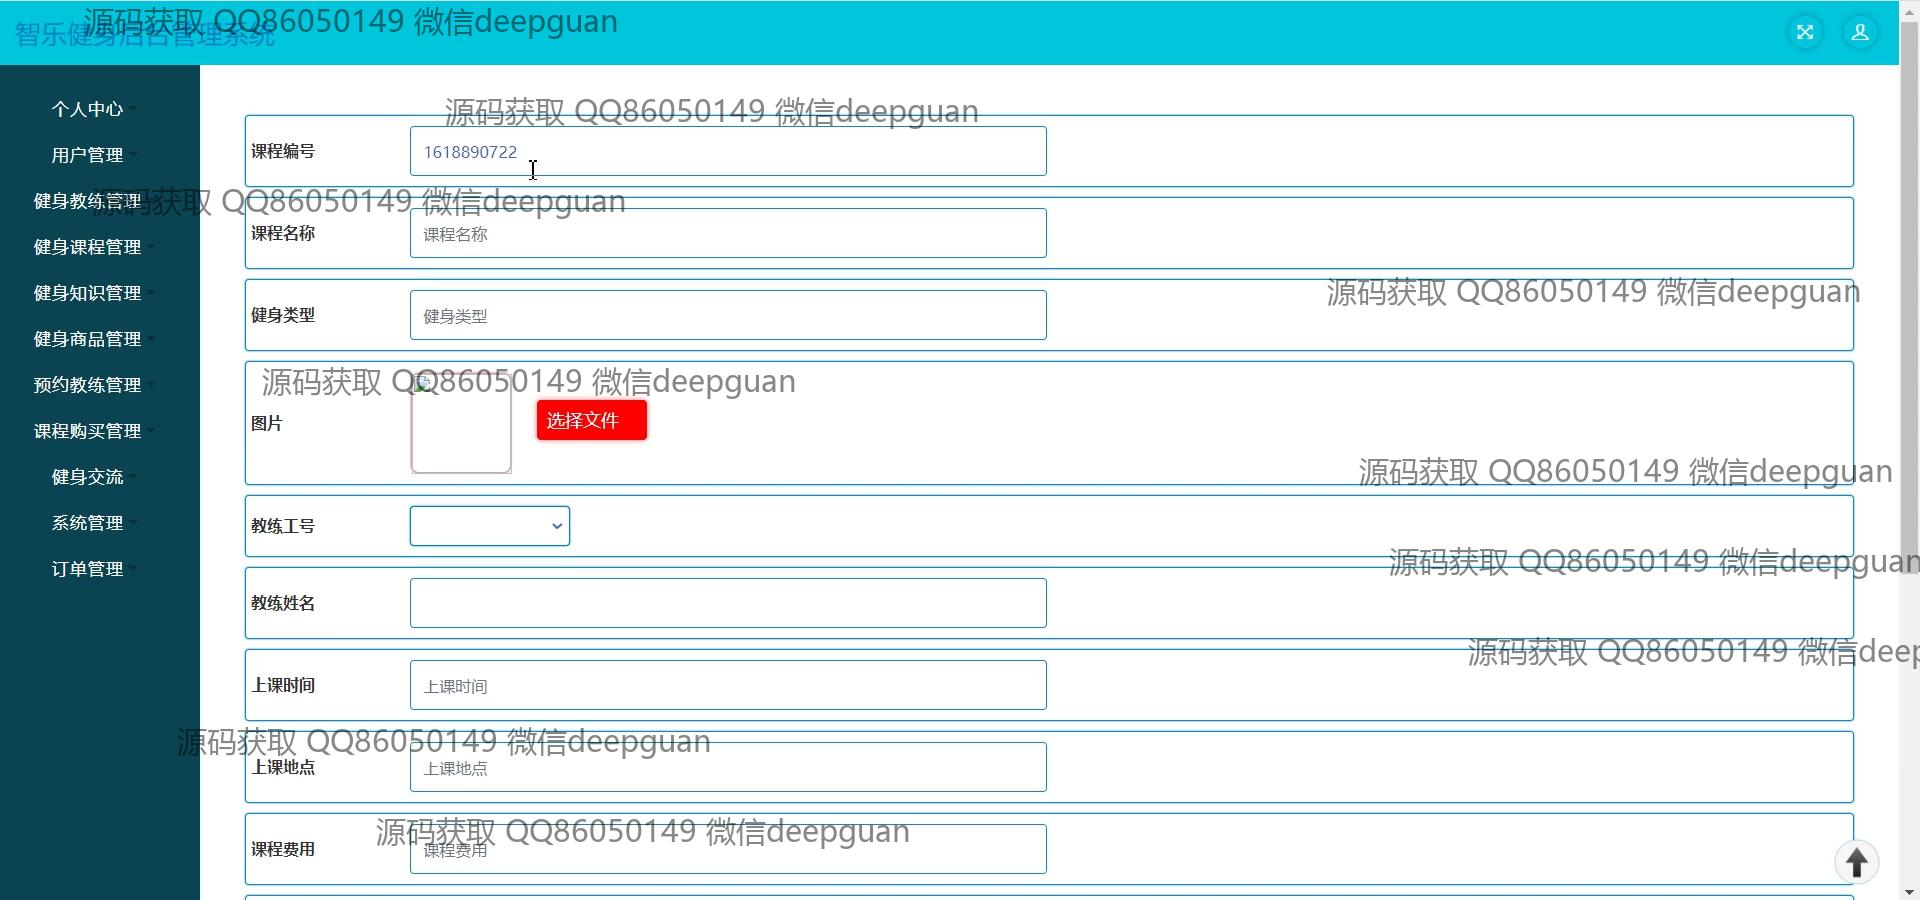 智乐健身后台管理系统
源码获取 QQ86050149 微信deepguan
个人中心
用户管理
健身教练管理
健身课程管理
健身知识管理
健身商品管理
预约教练管理
课程购买管理
健身交流
系统管理
订单管理
源码获取 QQ86050149 微信deepguan
课程编号
1618890722
源码获取 QQ86050149 微信deepguan
课程名称
课程名称
源码获取 QQ86050149 微信deepguan
健身类型
健身类型
源码获取 QQ86050149 微信deepguan
图片
选择文件
源码获取 QQ86050149 微信deepguan
教练工号
源码获取 QQ86050149 微信deepguan
教练姓名
源码获取 QQ86050149 微信deep
上课时间
上课时间
源码获取 QQ86050149 微信deepguan
上课地点
上课地点
源码获取 QQ86050149 微信deepguan
课程费用
课程费用